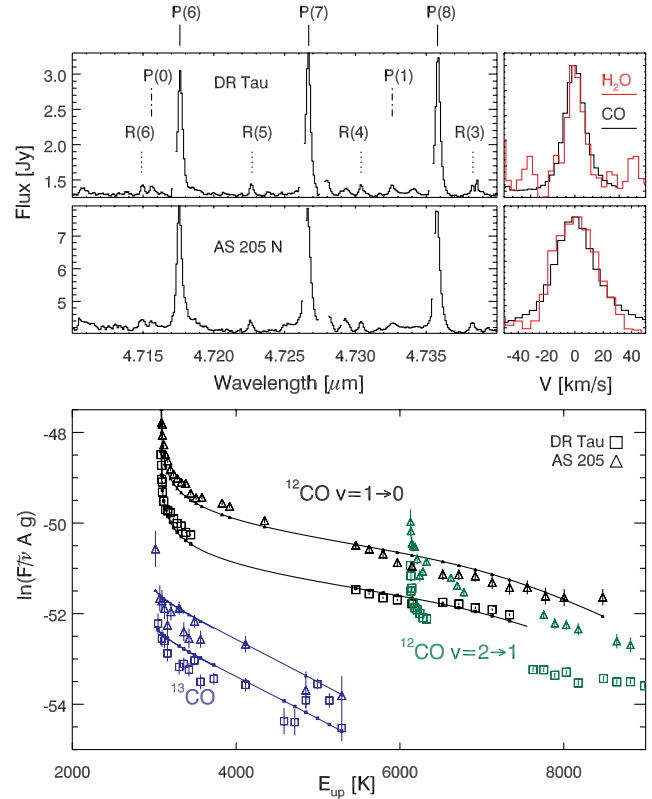 P(6) P(7) P(8)
P(0) DR Tau P(1)
R(6) R(5) R(4) R(3)
3.0
2.5
2.0
1.5
Flux [Jy]
H₂O
CO
AS 205 N
7
6
5
4
4.715 4.720 4.725 4.730 4.735
Wavelength [μm]
-40 -20 0 20 40
V [km/s]
-48
-50
-52
-54
ln(F/ν̃ A g)
DR Tau
AS 205
¹²CO v=1→0
¹²CO v=2→1
¹³CO
2000 4000 6000 8000
E_up [K]